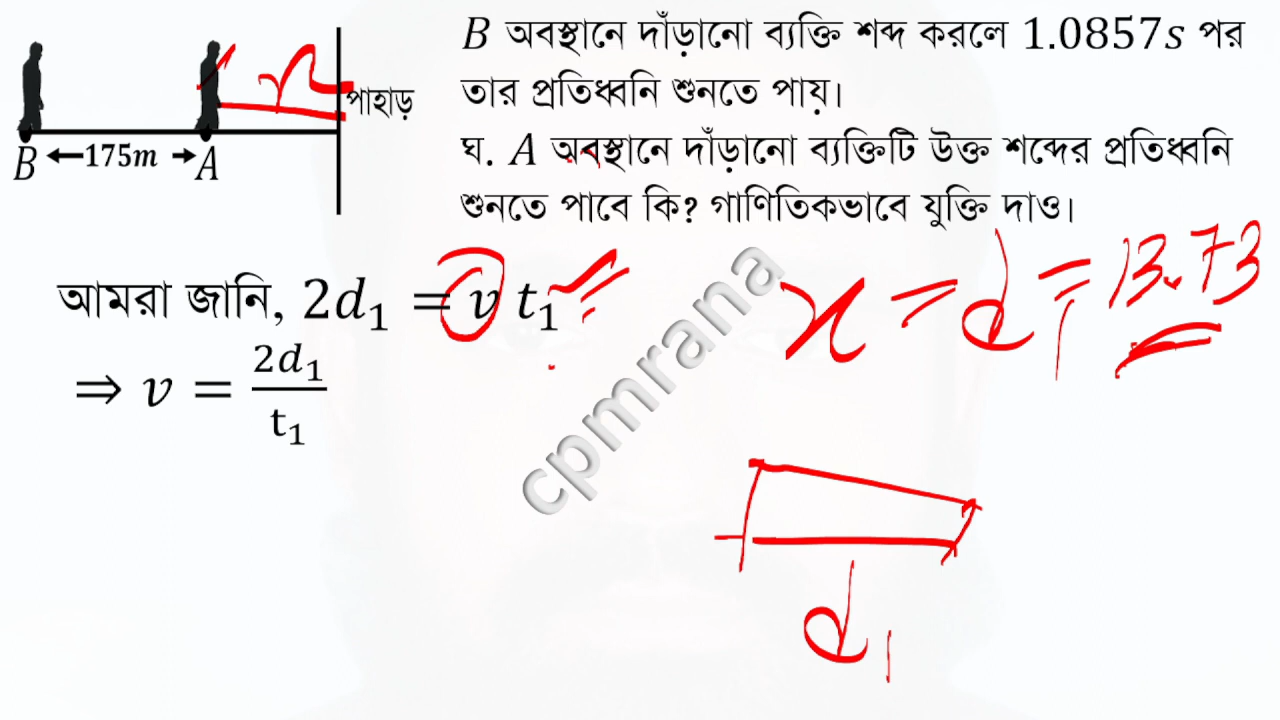 B অবস্থানে দাঁড়ানো ব্যক্তি শব্দ করলে 1.0857s পর
তার প্রতিধ্বনি শুনতে পায়।
ঘ. A অবস্থানে দাঁড়ানো ব্যক্তিটি উক্ত শব্দের প্রতিধ্বনি
শুনতে পাবে কি? গাণিতিকভাবে যুক্তি দাও।
x
পাহাড়
B ←175m → A
আমরা জানি, 2d₁ = v t₁
⇒ v = 2d₁/t₁
x = d₁ = 13.73
d₁
cpmrana